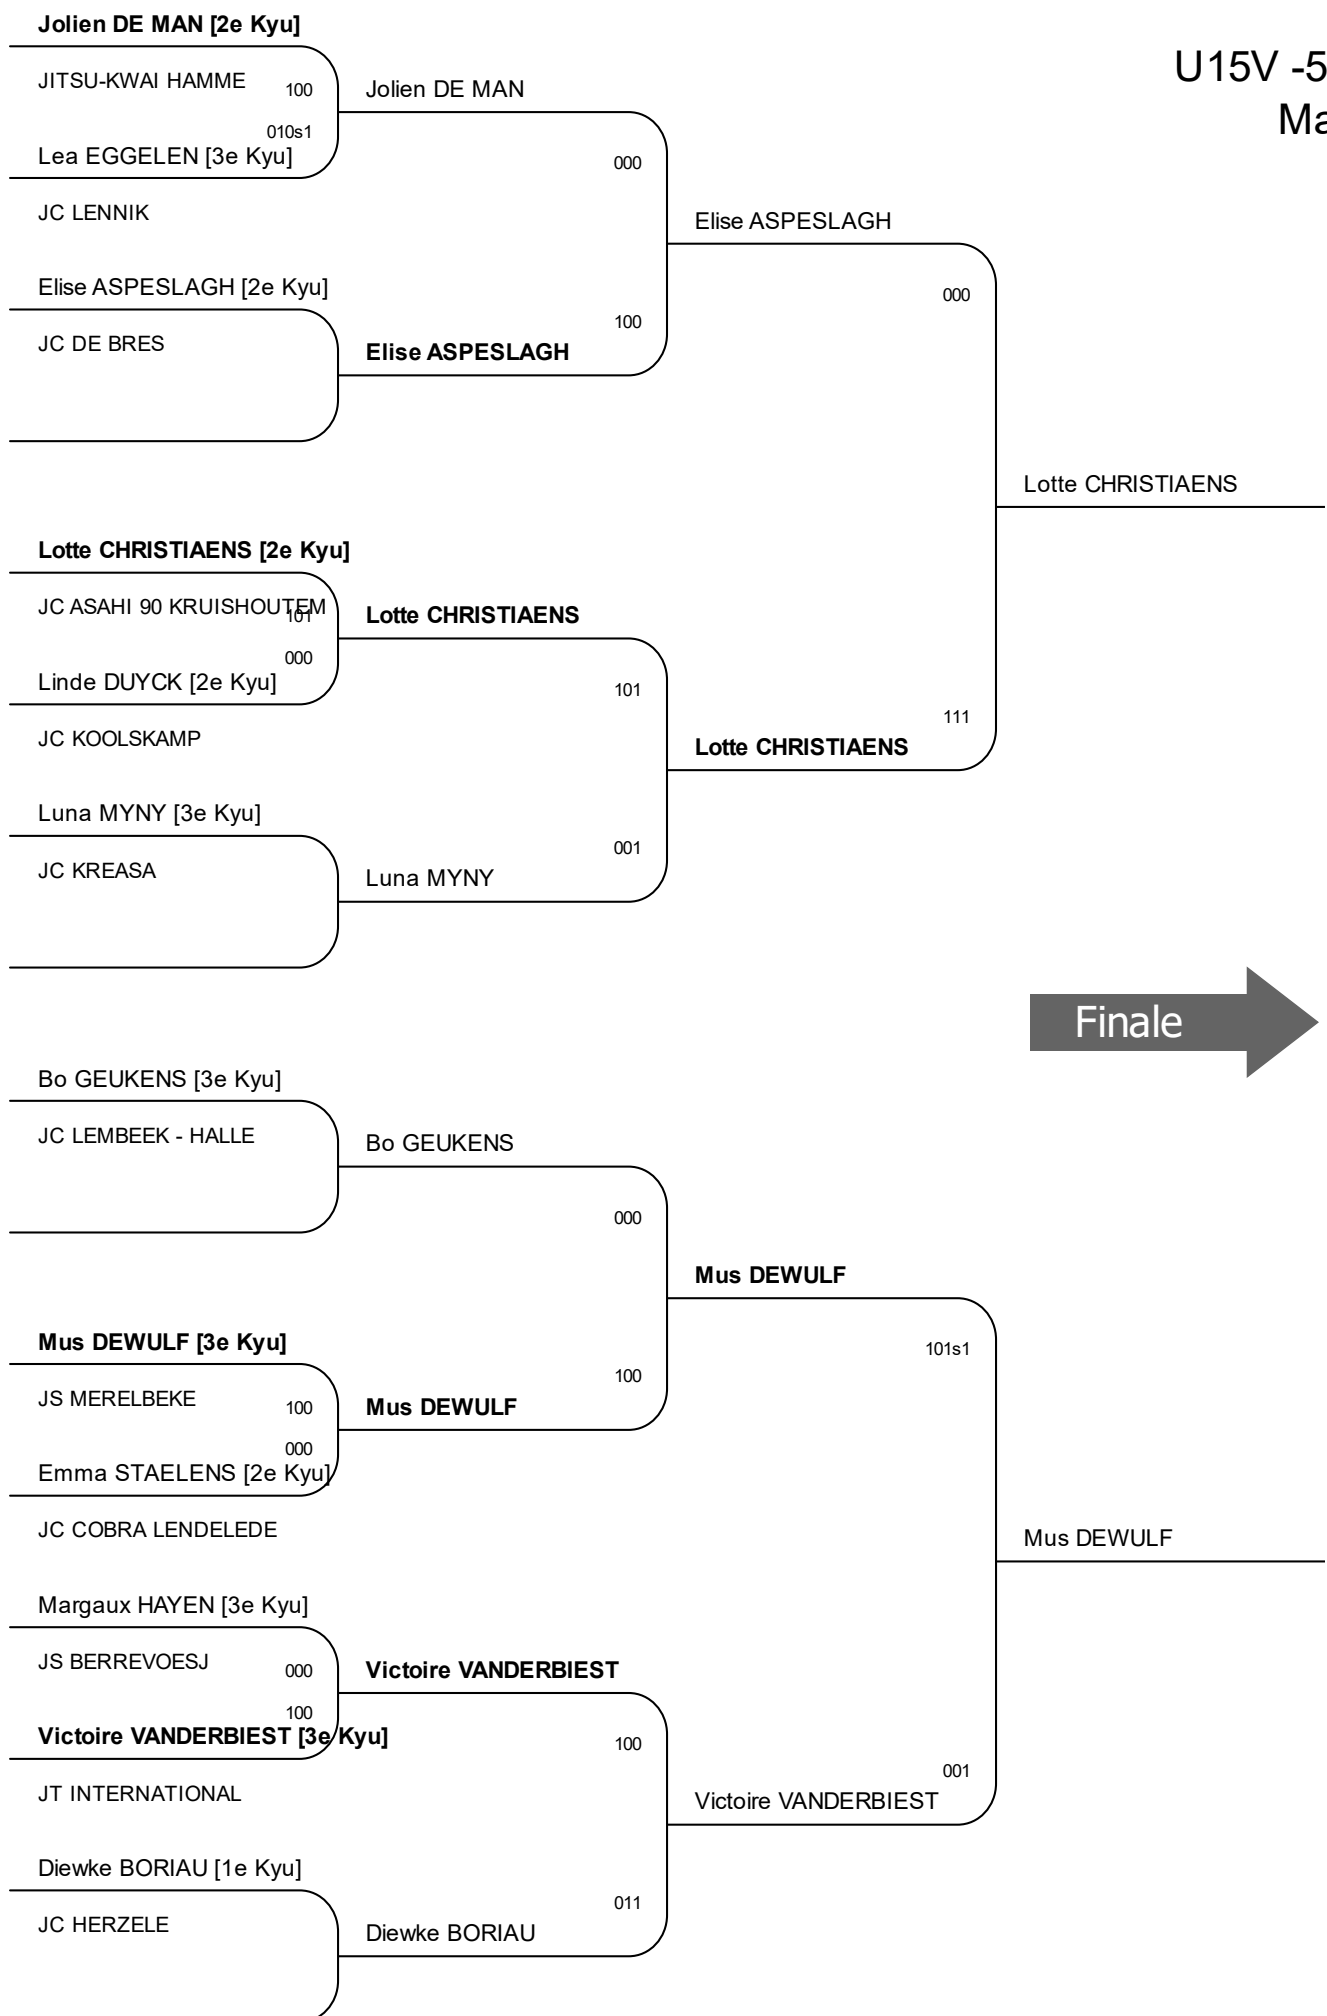 Jolien DE MAN [2e Kyu]
JITSU-KWAI HAMME
100
010s1
Lea EGGELEN [3e Kyu]
JC LENNIK
Elise ASPESLAGH [2e Kyu]
JC DE BRES
Lotte CHRISTIAENS [2e Kyu]
JC ASAHI 90 KRUISHOUTEM
101
000
Linde DUYCK [2e Kyu]
JC KOOLSKAMP
Luna MYNY [3e Kyu]
JC KREASA
Bo GEUKENS [3e Kyu]
JC LEMBEEK - HALLE
Mus DEWULF [3e Kyu]
JS MERELBEKE
100
000
Emma STAELENS [2e Kyu]
JC COBRA LENDELEDE
Margaux HAYEN [3e Kyu]
JS BERREVOESJ
000
100
Victoire VANDERBIEST [3e Kyu]
JT INTERNATIONAL
Diewke BORIAU [1e Kyu]
JC HERZELE
Jolien DE MAN
000
100
Elise ASPESLAGH
Lotte CHRISTIAENS
101
001
Luna MYNY
Bo GEUKENS
000
100
Mus DEWULF
Victoire VANDERBIEST
100
011
Diewke BORIAU
Elise ASPESLAGH
000
111
Lotte CHRISTIAENS
Mus DEWULF
101s1
001
Victoire VANDERBIEST
U15V -5
Ma
Lotte CHRISTIAENS
Finale
Mus DEWULF